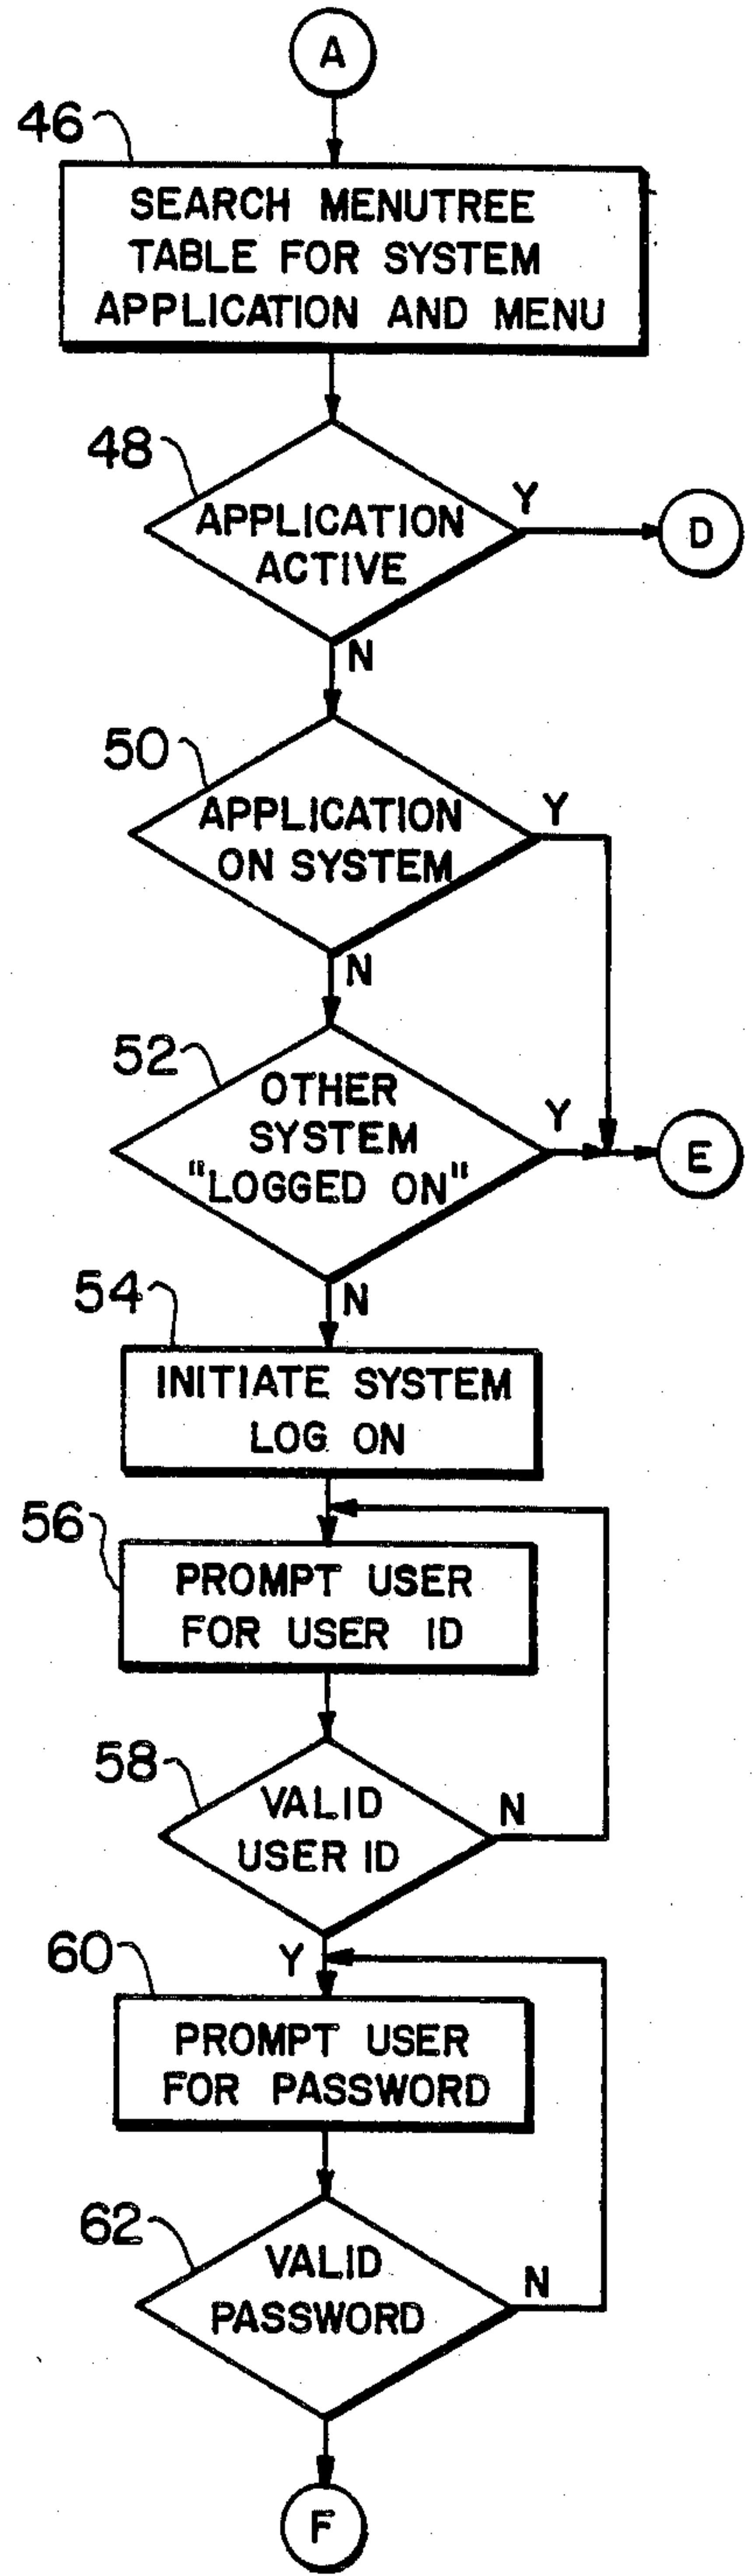 A
46
SEARCH MENUTREE
TABLE FOR SYSTEM
APPLICATION AND MENU
48
APPLICATION
ACTIVE
Y
D
N
50
APPLICATION
ON SYSTEM
Y
N
52
OTHER
SYSTEM
"LOGGED ON"
Y
E
N
54
INITIATE SYSTEM
LOG ON
56
PROMPT USER
FOR USER ID
58
VALID
USER ID
N
Y
60
PROMPT USER
FOR PASSWORD
62
VALID
PASSWORD
N
F